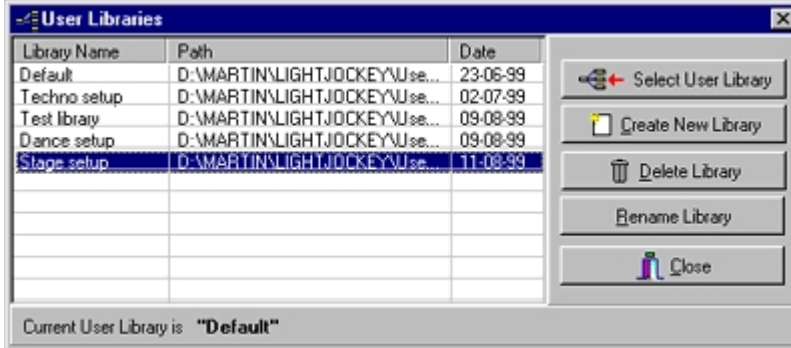 User Libraries
Library Name Path Date
Default D:\MARTIN\LIGHTJOCKEY\Use... 23-06-99
Techno setup D:\MARTIN\LIGHTJOCKEY\Use... 02-07-99
Test library D:\MARTIN\LIGHTJOCKEY\Use... 09-08-99
Dance setup D:\MARTIN\LIGHTJOCKEY\Use... 09-08-99
Stage setup D:\MARTIN\LIGHTJOCKEY\Use... 11-08-99
Select User Library
Create New Library
Delete Library
Rename Library
Close
Current User Library is "Default"